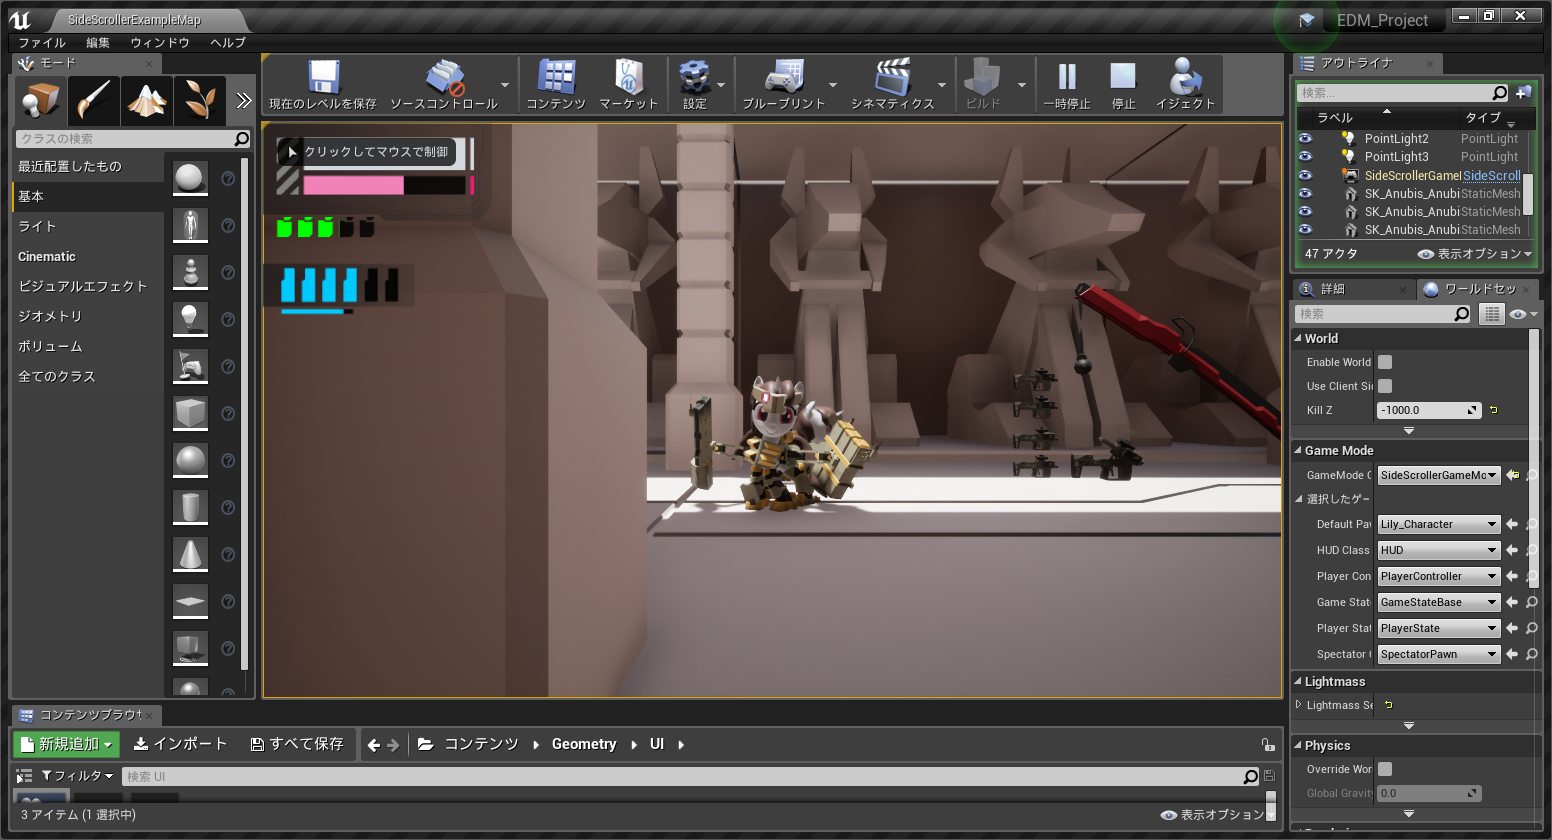 SideScrollerExampleMap
EDM_Project
ファイル 編集 ウィンドウ ヘルプ
モード
クラスの検索
最近配置したもの
基本
ライト
Cinematic
ビジュアルエフェクト
ジオメトリ
ボリューム
全てのクラス
現在のレベルを保存 ソースコントロール コンテンツ マーケット 設定 ブループリント シネマティクス ビルド 一時停止 停止 イジェクト
クリックしてマウスで制御
アウトライナ
検索...
ラベル タイプ
PointLight2 PointLight
PointLight3 PointLight
SideScrollerGameM SideScroll
SK_Anubis_Anubi StaticMesh
SK_Anubis_Anubi StaticMesh
SK_Anubis_Anubi StaticMesh
47 アクタ 表示オプション
詳細 ワールドセッ
検索
World
Enable World
Use Client Sid
Kill Z -1000.0
Game Mode
GameMode O SideScrollerGameMo
選択したゲー
Default Pa Lily_Character
HUD Class HUD
Player Con PlayerController
Game Stat GameStateBase
Player Stat PlayerState
Spectator SpectatorPawn
Lightmass
Lightmass Se
Physics
Override Wor
Global Gravity 0.0
コンテンツブラウザ
新規追加 インポート すべて保存 コンテンツ Geometry UI
フィルタ 検索 UI
3 アイテム (1 選択中) 表示オプション